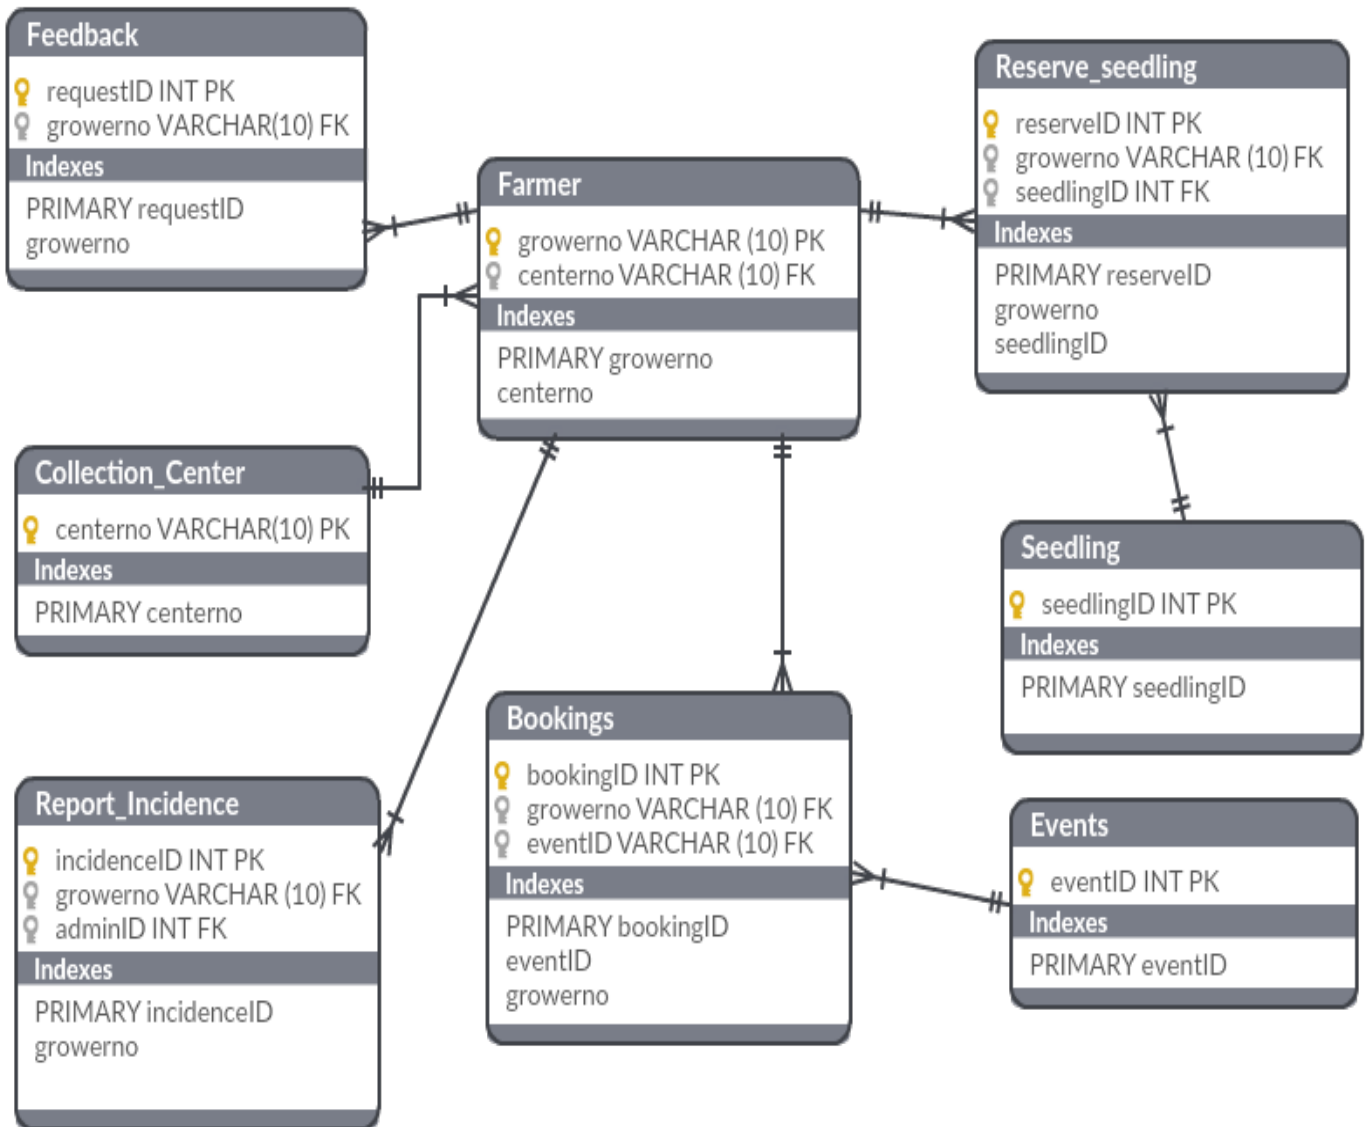 Feedback
requestID INT PK
growerno VARCHAR(10) FK
Indexes
PRIMARY requestID
growerno
Farmer
growerno VARCHAR (10) PK
centerno VARCHAR (10) FK
Indexes
PRIMARY growerno
centerno
Reserve_seedling
reserveID INT PK
growerno VARCHAR (10) FK
seedlingID INT FK
Indexes
PRIMARY reserveID
growerno
seedlingID
Collection_Center
centerno VARCHAR(10) PK
Indexes
PRIMARY centerno
Seedling
seedlingID INT PK
Indexes
PRIMARY seedlingID
Report_Incidence
incidenceID INT PK
growerno VARCHAR (10) FK
adminID INT FK
Indexes
PRIMARY incidenceID
growerno
Bookings
bookingID INT PK
growerno VARCHAR (10) FK
eventID VARCHAR (10) FK
Indexes
PRIMARY bookingID
eventID
growerno
Events
eventID INT PK
Indexes
PRIMARY eventID